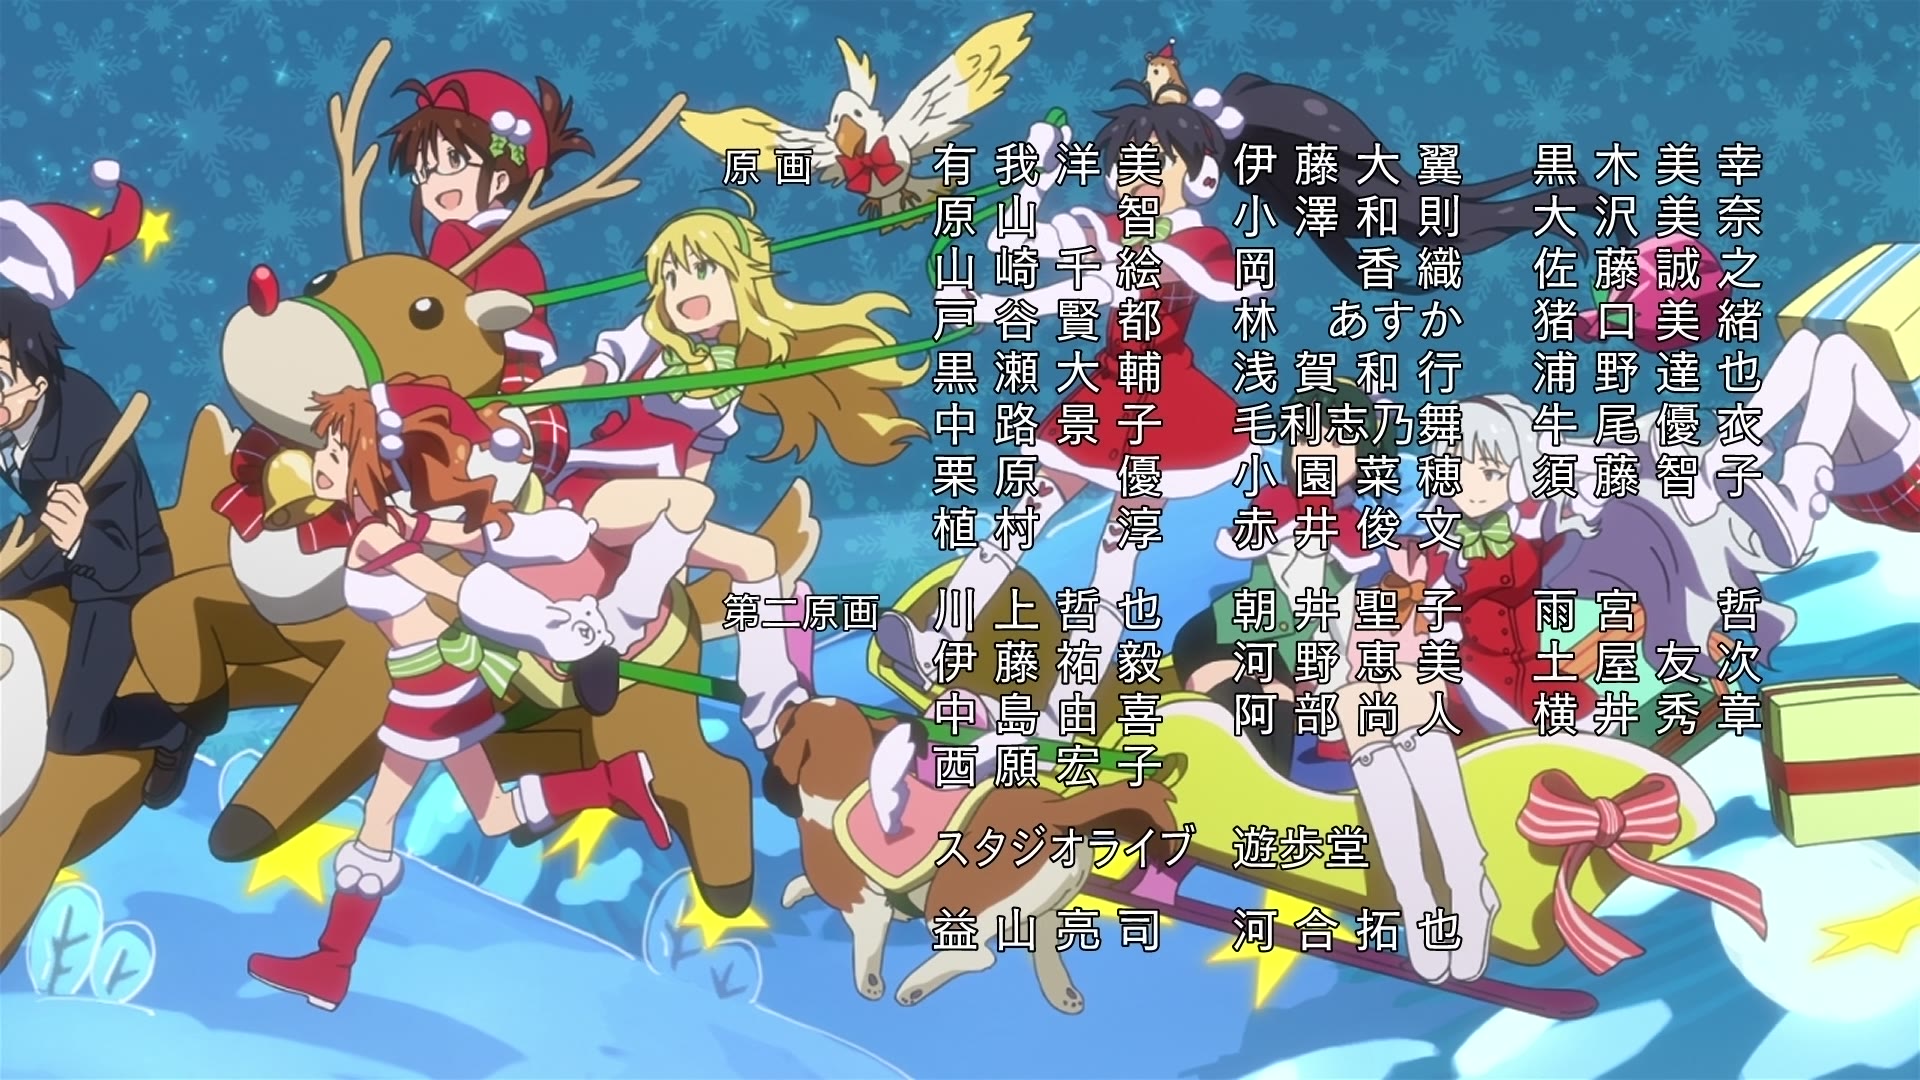 原画 有我洋美 伊藤大翼 黒木美幸
原山智 小澤和則 大沢美奈
山崎千絵 岡香織 佐藤誠之
戸谷賢都 林あすか 猪口美緒
黒瀬大輔 浅賀和行 浦野達也
中路景子 毛利志乃舞 牛尾優衣
栗原優 小園菜穂 須藤智子
植村淳 赤井俊文
第二原画 川上哲也 朝井聖子 雨宮哲
伊藤祐毅 河野恵美 土屋友次
中島由喜 阿部尚人 横井秀章
西願宏子
スタジオライブ 遊歩堂
益山亮司 河合拓也